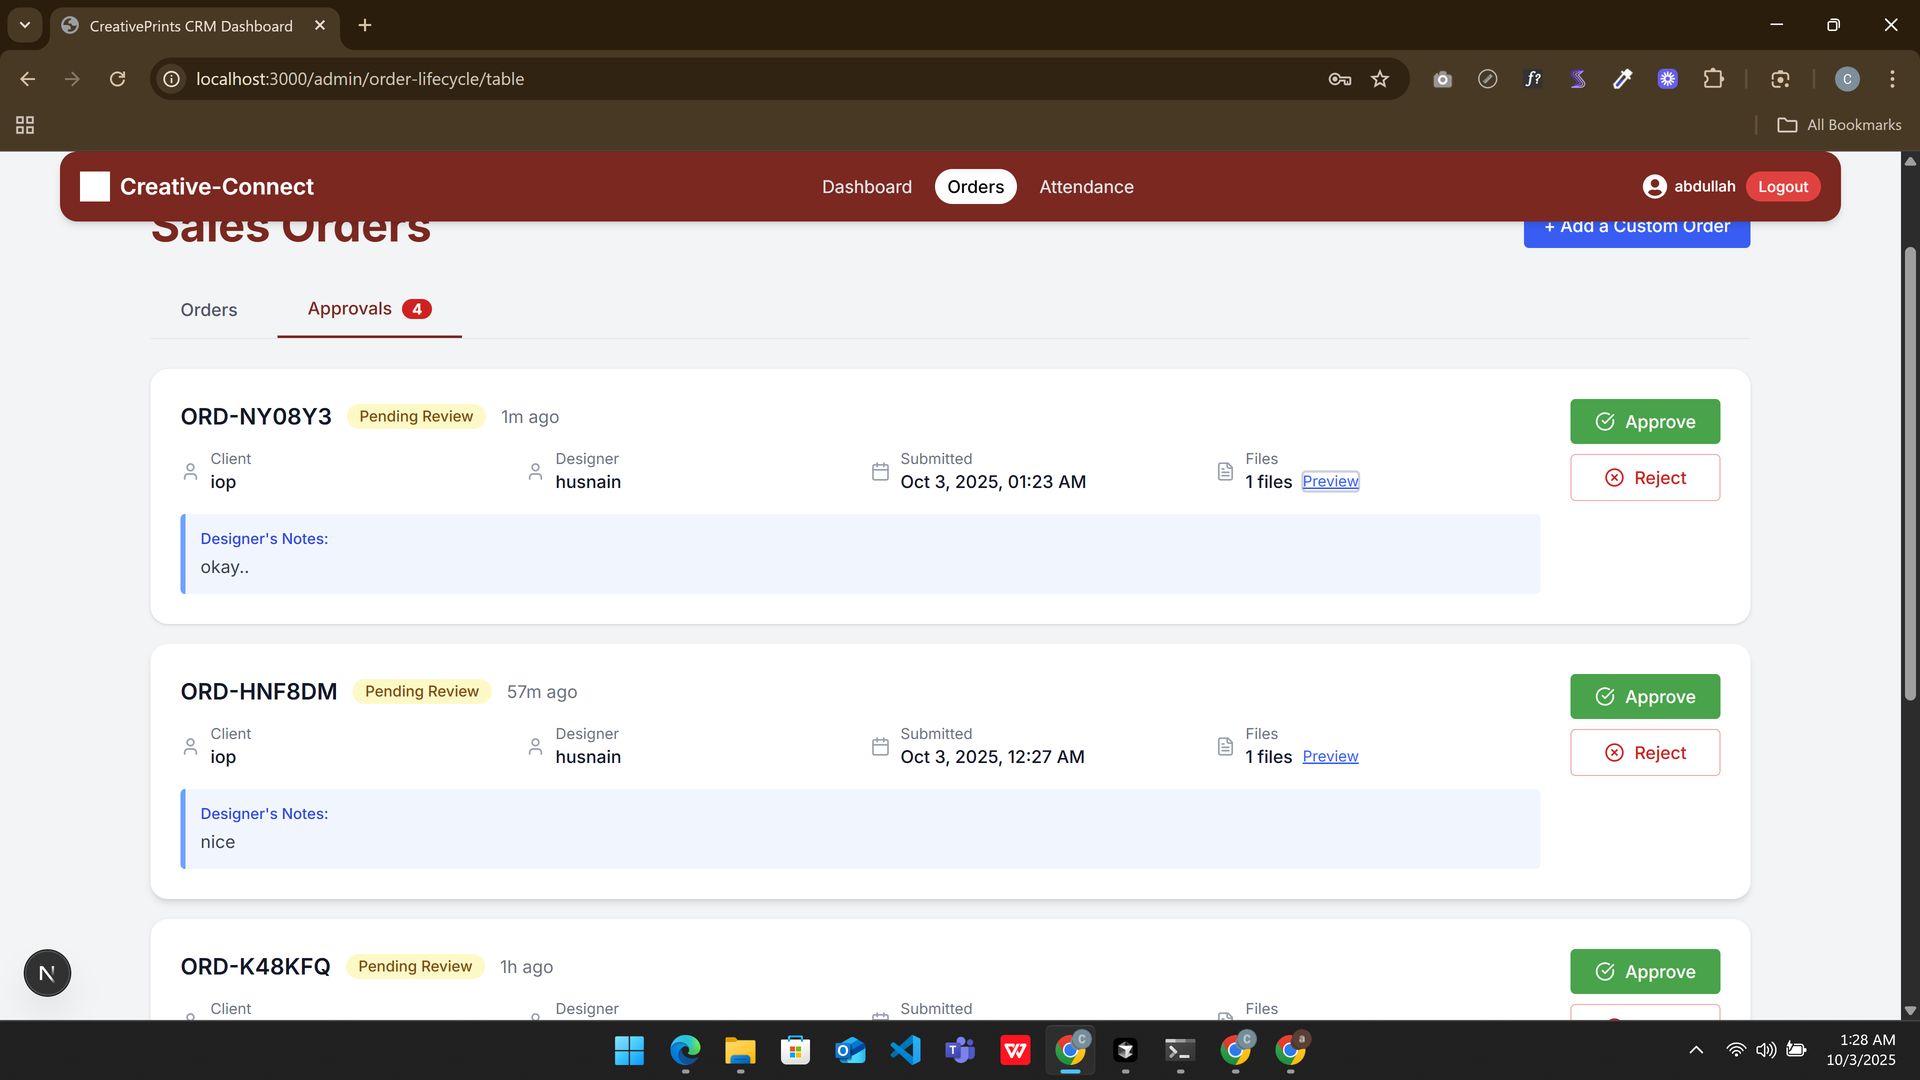 CreativePrints CRM Dashboard
localhost:3000/admin/order-lifecycle/table
f?
C
All Bookmarks
Creative-Connect
Dashboard
Orders
Attendance
abdullah
Logout
Sales Orders
+ Add a Custom Order
Orders
Approvals 4
ORD-NY08Y3 Pending Review 1m ago
Approve
Client
Designer
Submitted
Files
iop
husnain
Oct 3, 2025, 01:23 AM
1 files Preview
Reject
Designer's Notes:
okay..
ORD-HNF8DM Pending Review 57m ago
Approve
Client
Designer
Submitted
Files
iop
husnain
Oct 3, 2025, 12:27 AM
1 files Preview
Reject
Designer's Notes:
nice
ORD-K48KFQ Pending Review 1h ago
Approve
Client
Designer
Submitted
Files
N
1:28 AM
10/3/2025